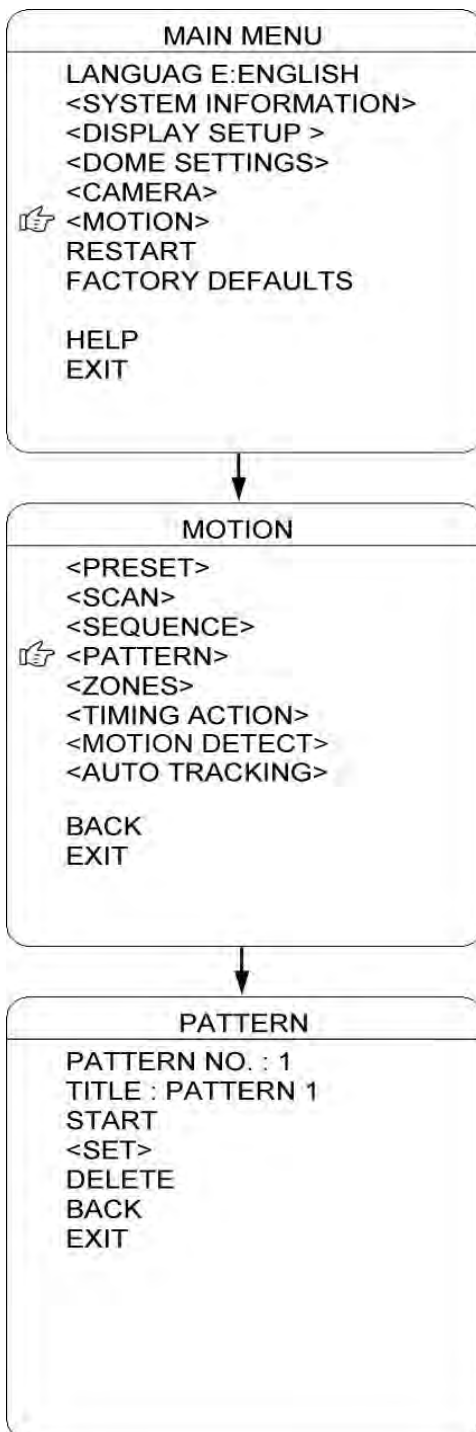 MAIN MENU
LANGUAG E:ENGLISH
<SYSTEM INFORMATION>
<DISPLAY SETUP >
<DOME SETTINGS>
<CAMERA>
<MOTION>
RESTART
FACTORY DEFAULTS
HELP
EXIT
MOTION
<PRESET>
<SCAN>
<SEQUENCE>
<PATTERN>
<ZONES>
<TIMING ACTION>
<MOTION DETECT>
<AUTO TRACKING>
BACK
EXIT
PATTERN
PATTERN NO. : 1
TITLE : PATTERN 1
START
<SET>
DELETE
BACK
EXIT